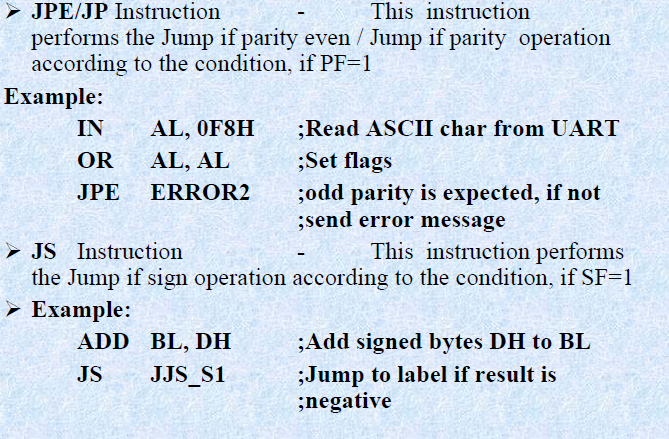 ➢ JPE/JP Instruction - This instruction
performs the Jump if parity even / Jump if parity operation
according to the condition, if PF=1
Example:
IN AL, 0F8H ;Read ASCII char from UART
OR AL, AL ;Set flags
JPE ERROR2 ;odd parity is expected, if not
;send error message
➢ JS Instruction - This instruction performs
the Jump if sign operation according to the condition, if SF=1
➢ Example:
ADD BL, DH ;Add signed bytes DH to BL
JS JJS_S1 ;Jump to label if result is
;negative